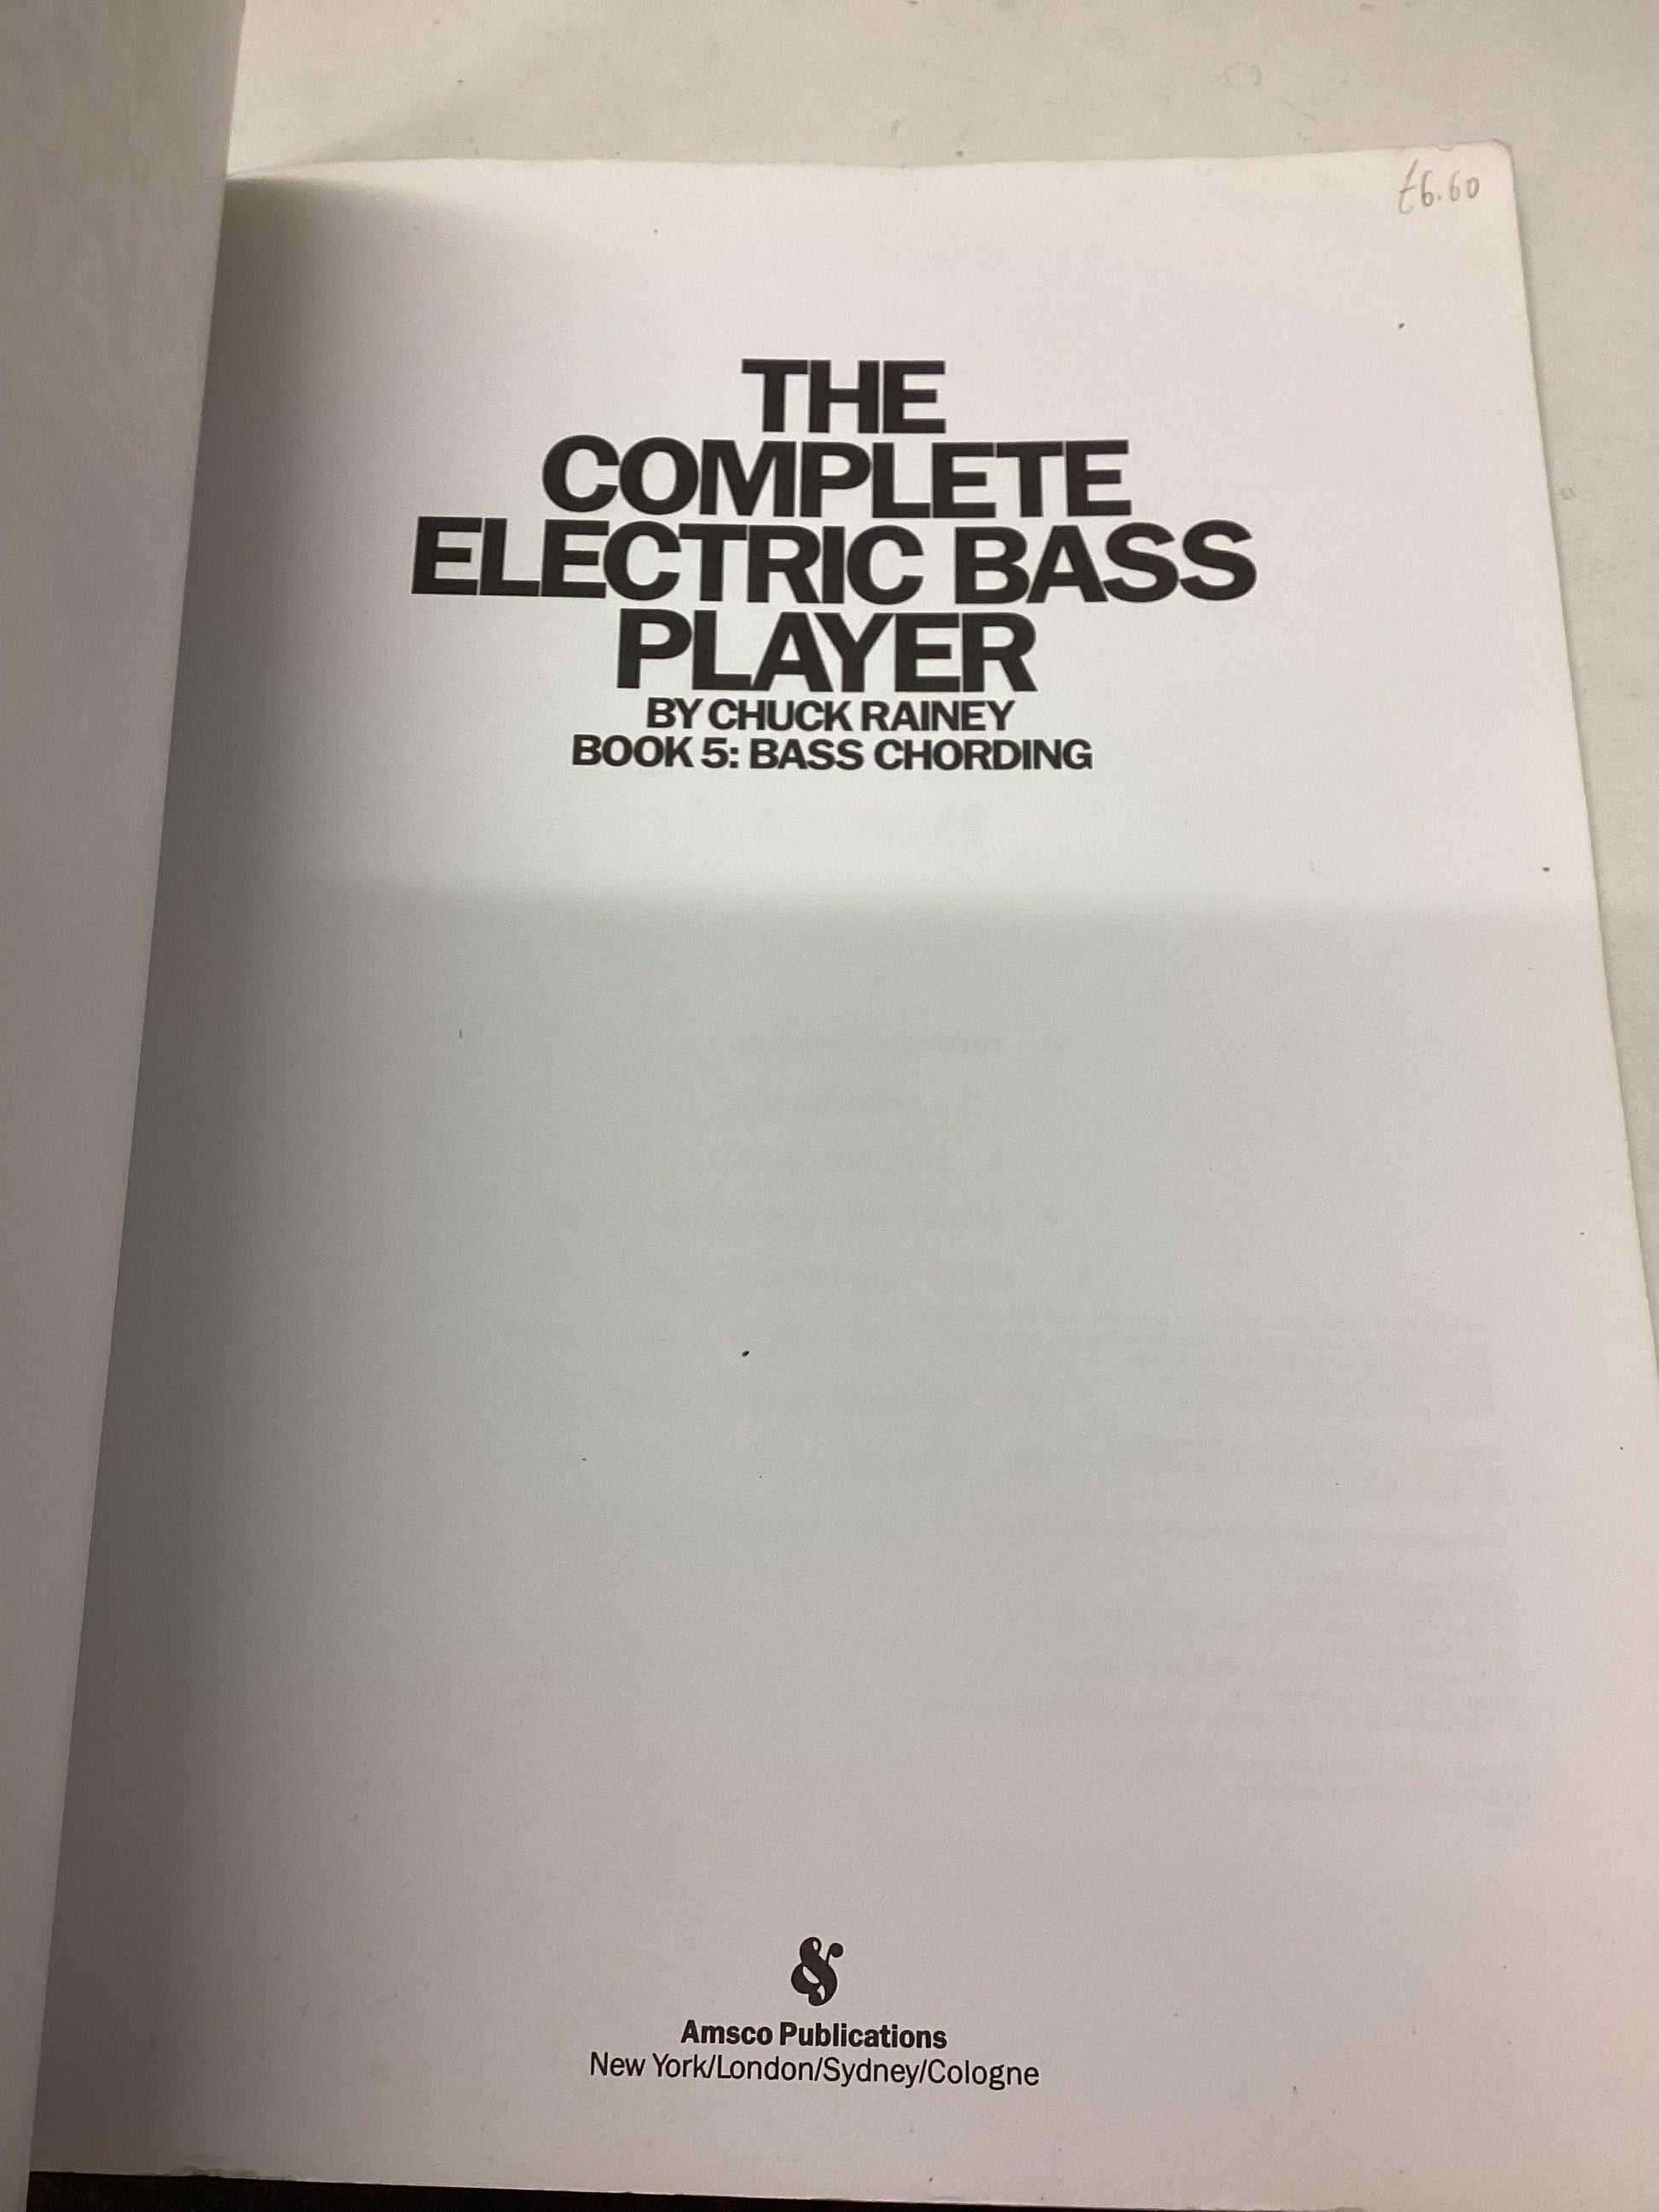 £6.60
THE
COMPLETE
ELECTRIC BASS
PLAYER
BY CHUCK RAINEY
BOOK 5: BASS CHORDING
Amsco Publications
New York/London/Sydney/Cologne